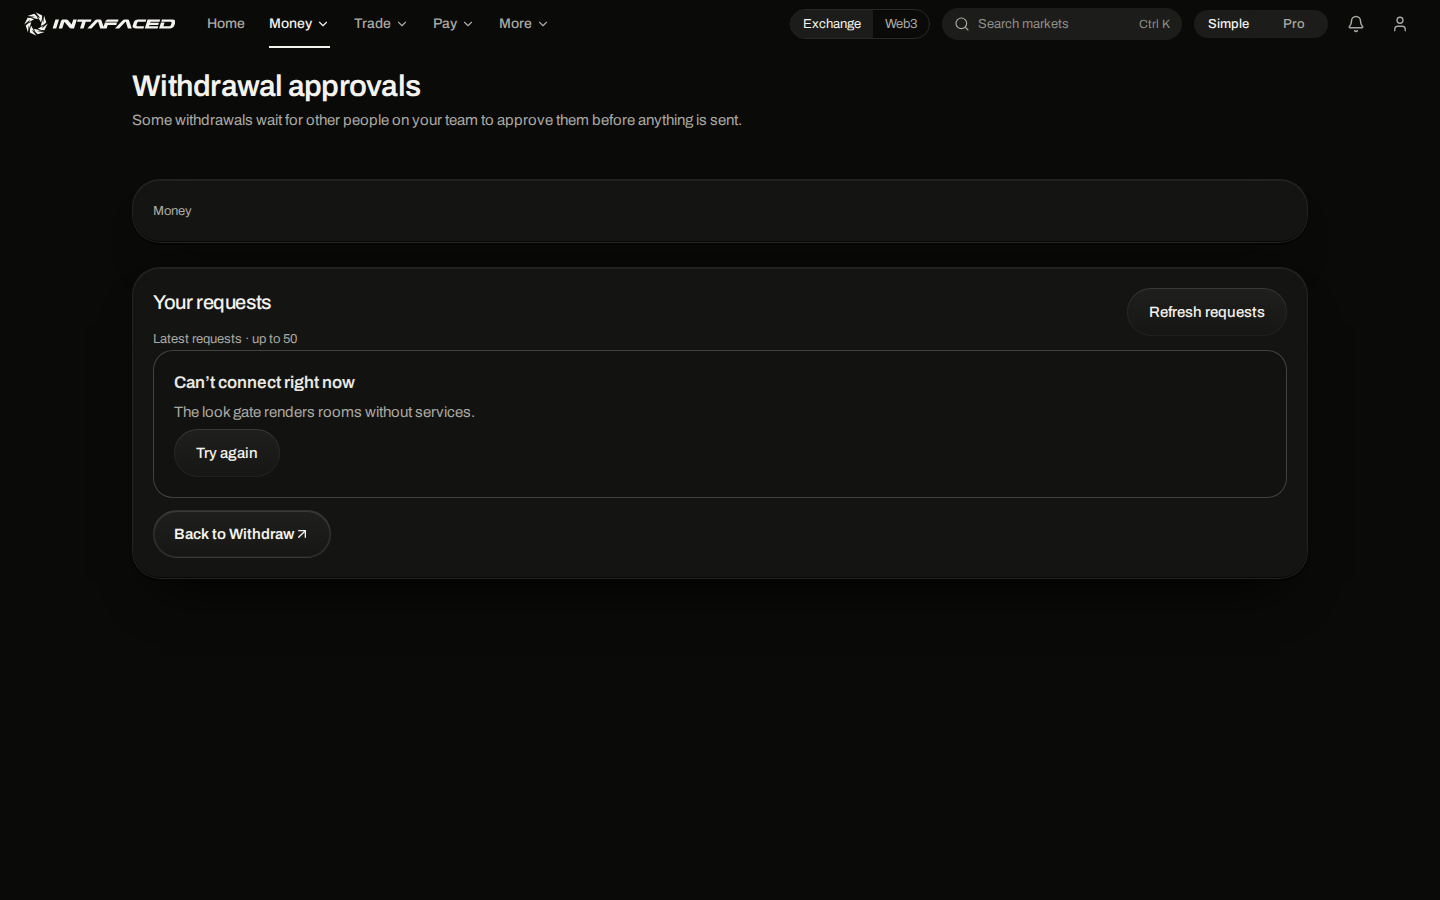 INTAFACED
Home
Money
Trade
Pay
More
Exchange
Web3
Search markets
Ctrl K
Simple
Pro
Withdrawal approvals
Some withdrawals wait for other people on your team to approve them before anything is sent.
Money
Your requests
Refresh requests
Latest requests · up to 50
Can’t connect right now
The look gate renders rooms without services.
Try again
Back to Withdraw